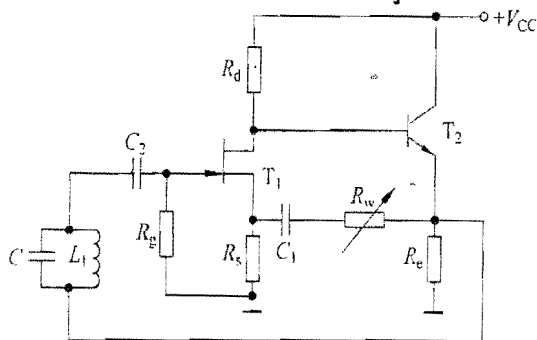 +V_CC
R_d
T_2
C_2
T_1
R_w
R_g
R_s
C_1
R_e
C
L_1